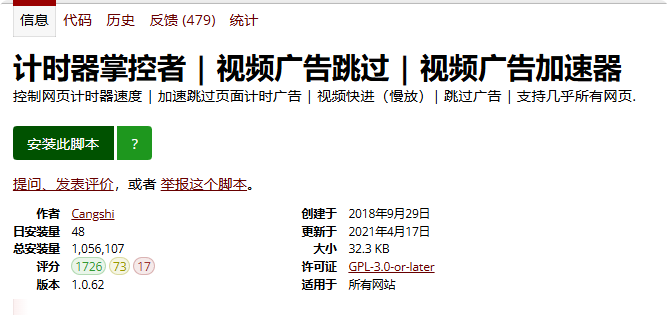 信息 代码 历史 反馈 (479) 统计
计时器掌控者 | 视频广告跳过 | 视频广告加速器
控制网页计时器速度 | 加速跳过页面计时广告 | 视频快进（慢放）| 跳过广告 | 支持几乎所有网页.
安装此脚本 ?
提问、发表评价，或者 举报这个脚本。
作者 Cangshi 创建于 2018年9月29日
日安装量 48 更新于 2021年4月17日
总安装量 1,056,107 大小 32.3 KB
评分 1726 73 17 许可证 GPL-3.0-or-later
版本 1.0.62 适用于 所有网站